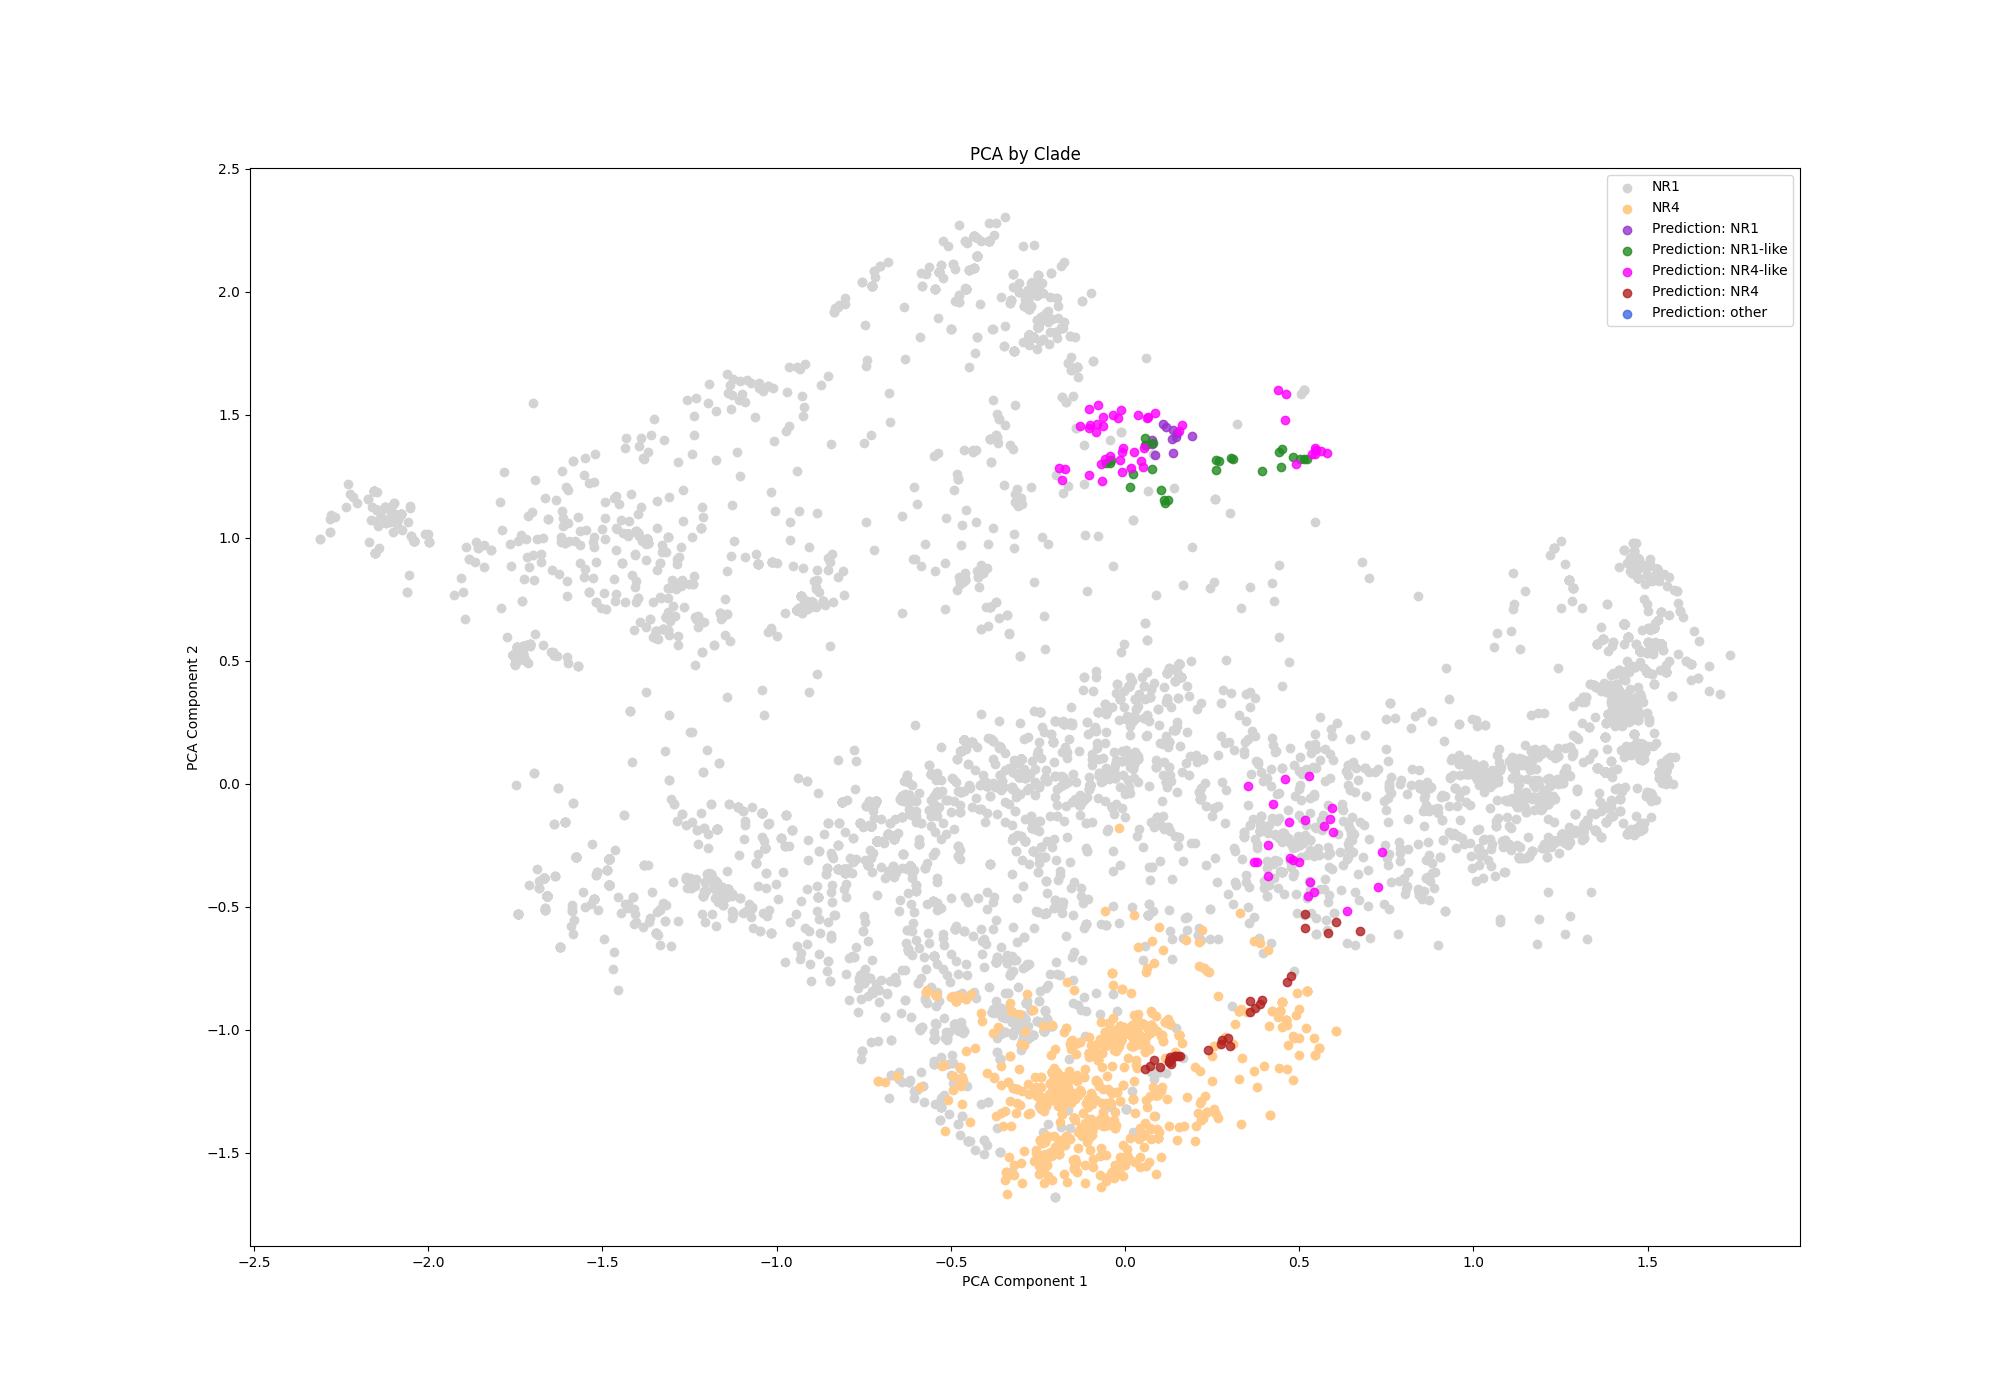 PCA by Clade
NR1
NR4
Prediction: NR1
Prediction: NR1-like
Prediction: NR4-like
Prediction: NR4
Prediction: other
PCA Component 2
2.5
2.0
1.5
1.0
0.5
0.0
−0.5
−1.0
−1.5
−2.5 −2.0 −1.5 −1.0 −0.5 0.0 0.5 1.0 1.5
PCA Component 1